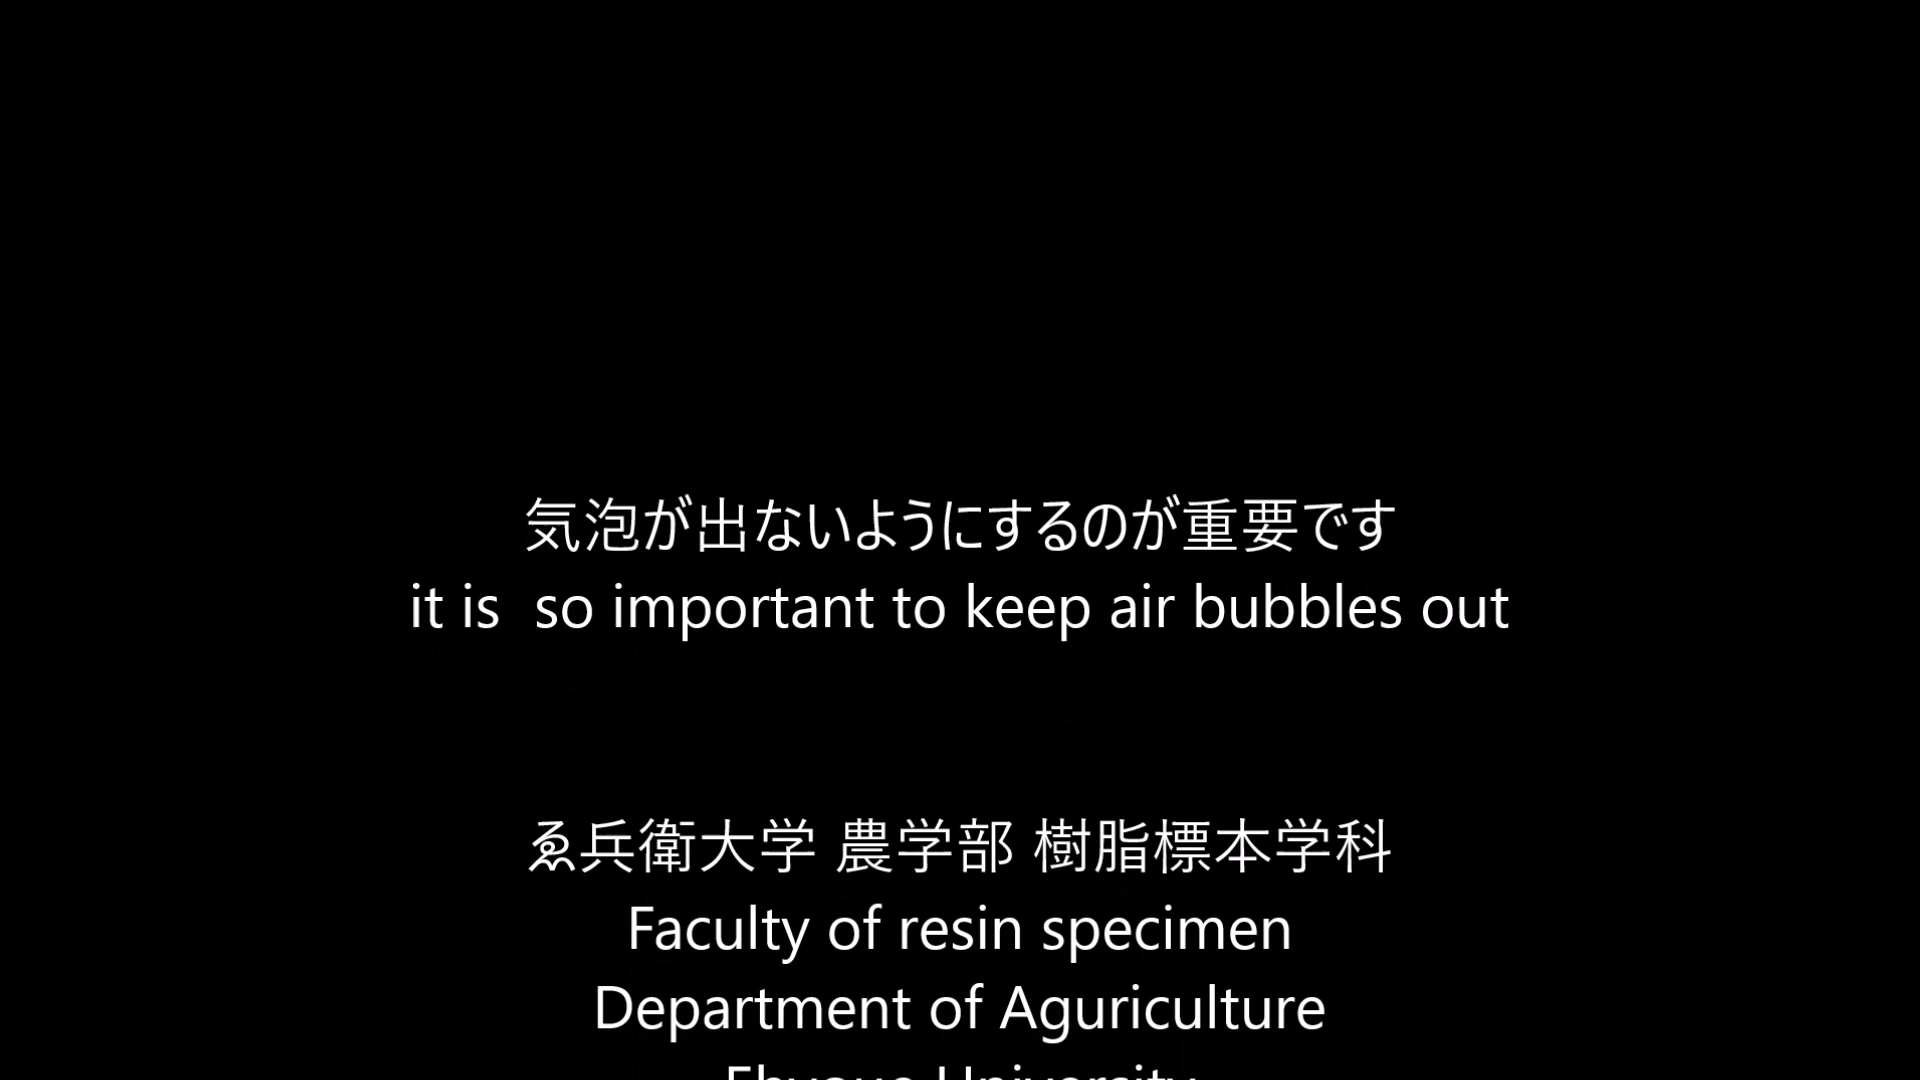 気泡が出ないようにするのが重要です
it is  so important to keep air bubbles out
ゑ兵衛大学 農学部 樹脂標本学科
Faculty of resin specimen
Department of Aguriculture
University